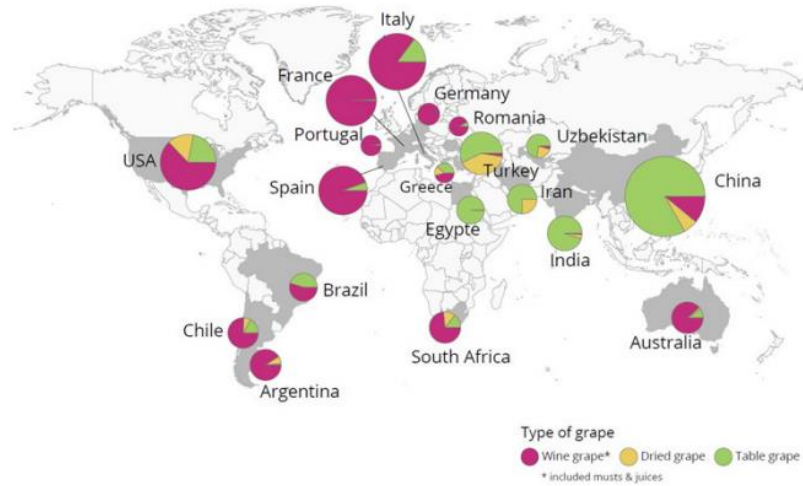 Italy
France
Germany
Romania
Portugal
Uzbekistan
USA
Turkey
China
Spain
Greece
Iran
Egypte
India
Brazil
Chile
South Africa
Australia
Argentina
Type of grape
Wine grape* Dried grape Table grape
* included musts & juices